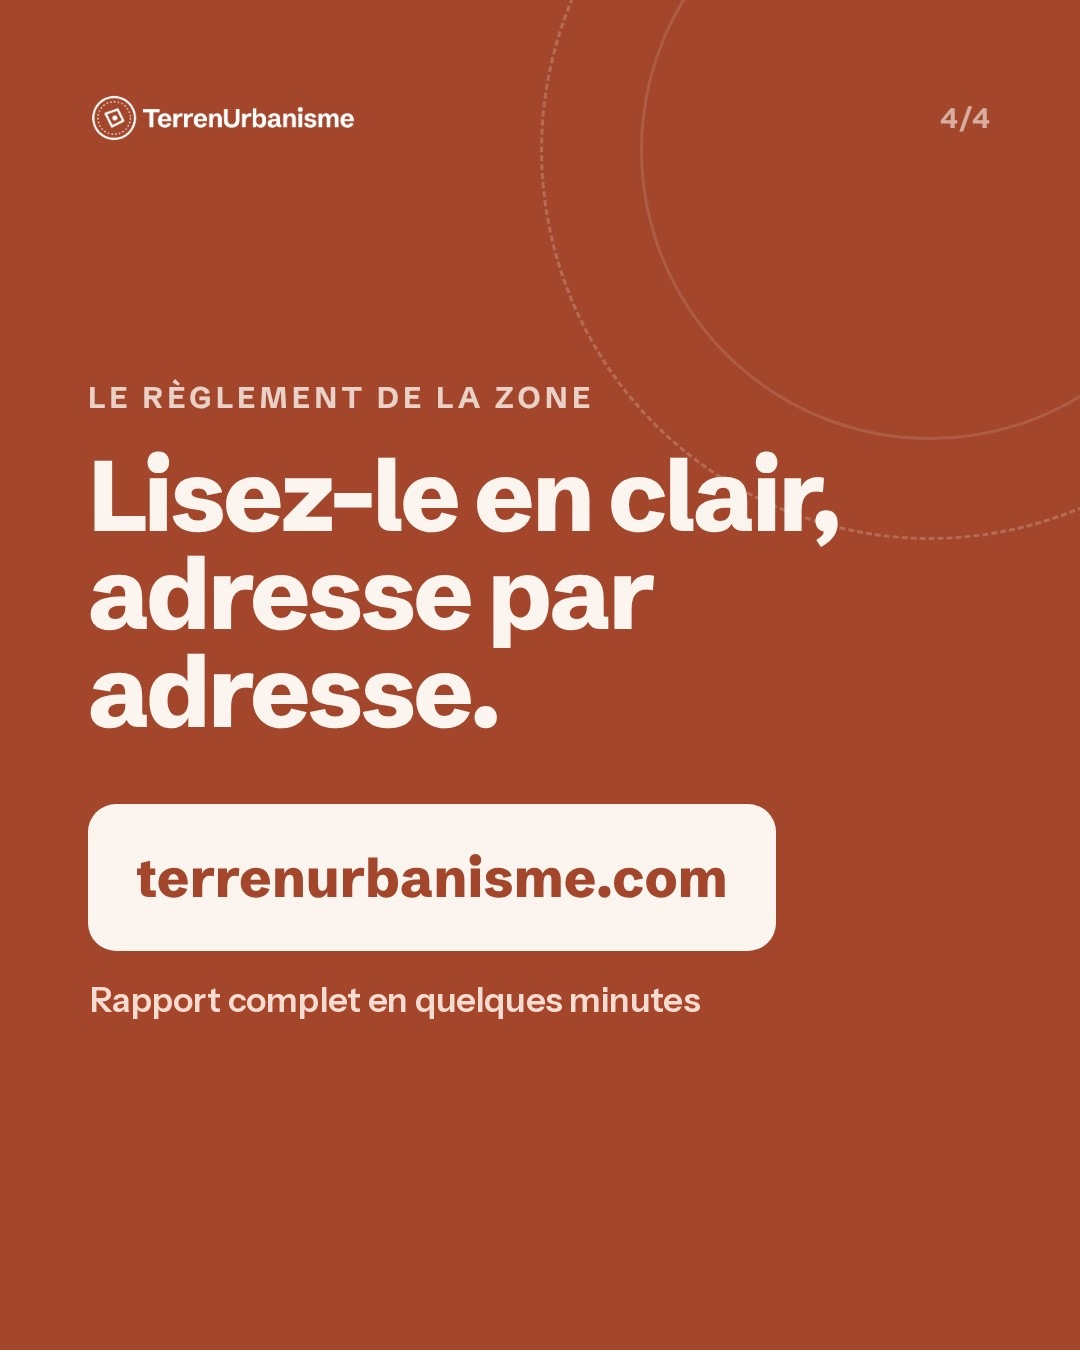 TerrenUrbanisme
4/4
LE RÈGLEMENT DE LA ZONE
Lisez-le en clair,
adresse par
adresse.
terrenurbanisme.com
Rapport complet en quelques minutes